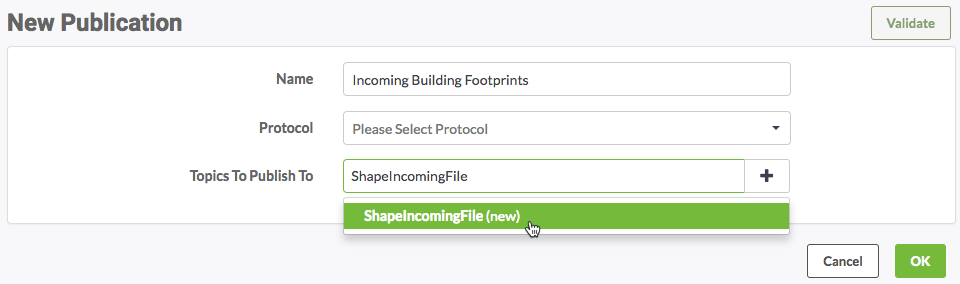 New Publication
Validate
Name
Incoming Building Footprints
Protocol
Please Select Protocol
Topics To Publish To
ShapeIncomingFile
ShapeIncomingFile (new)
Cancel
OK